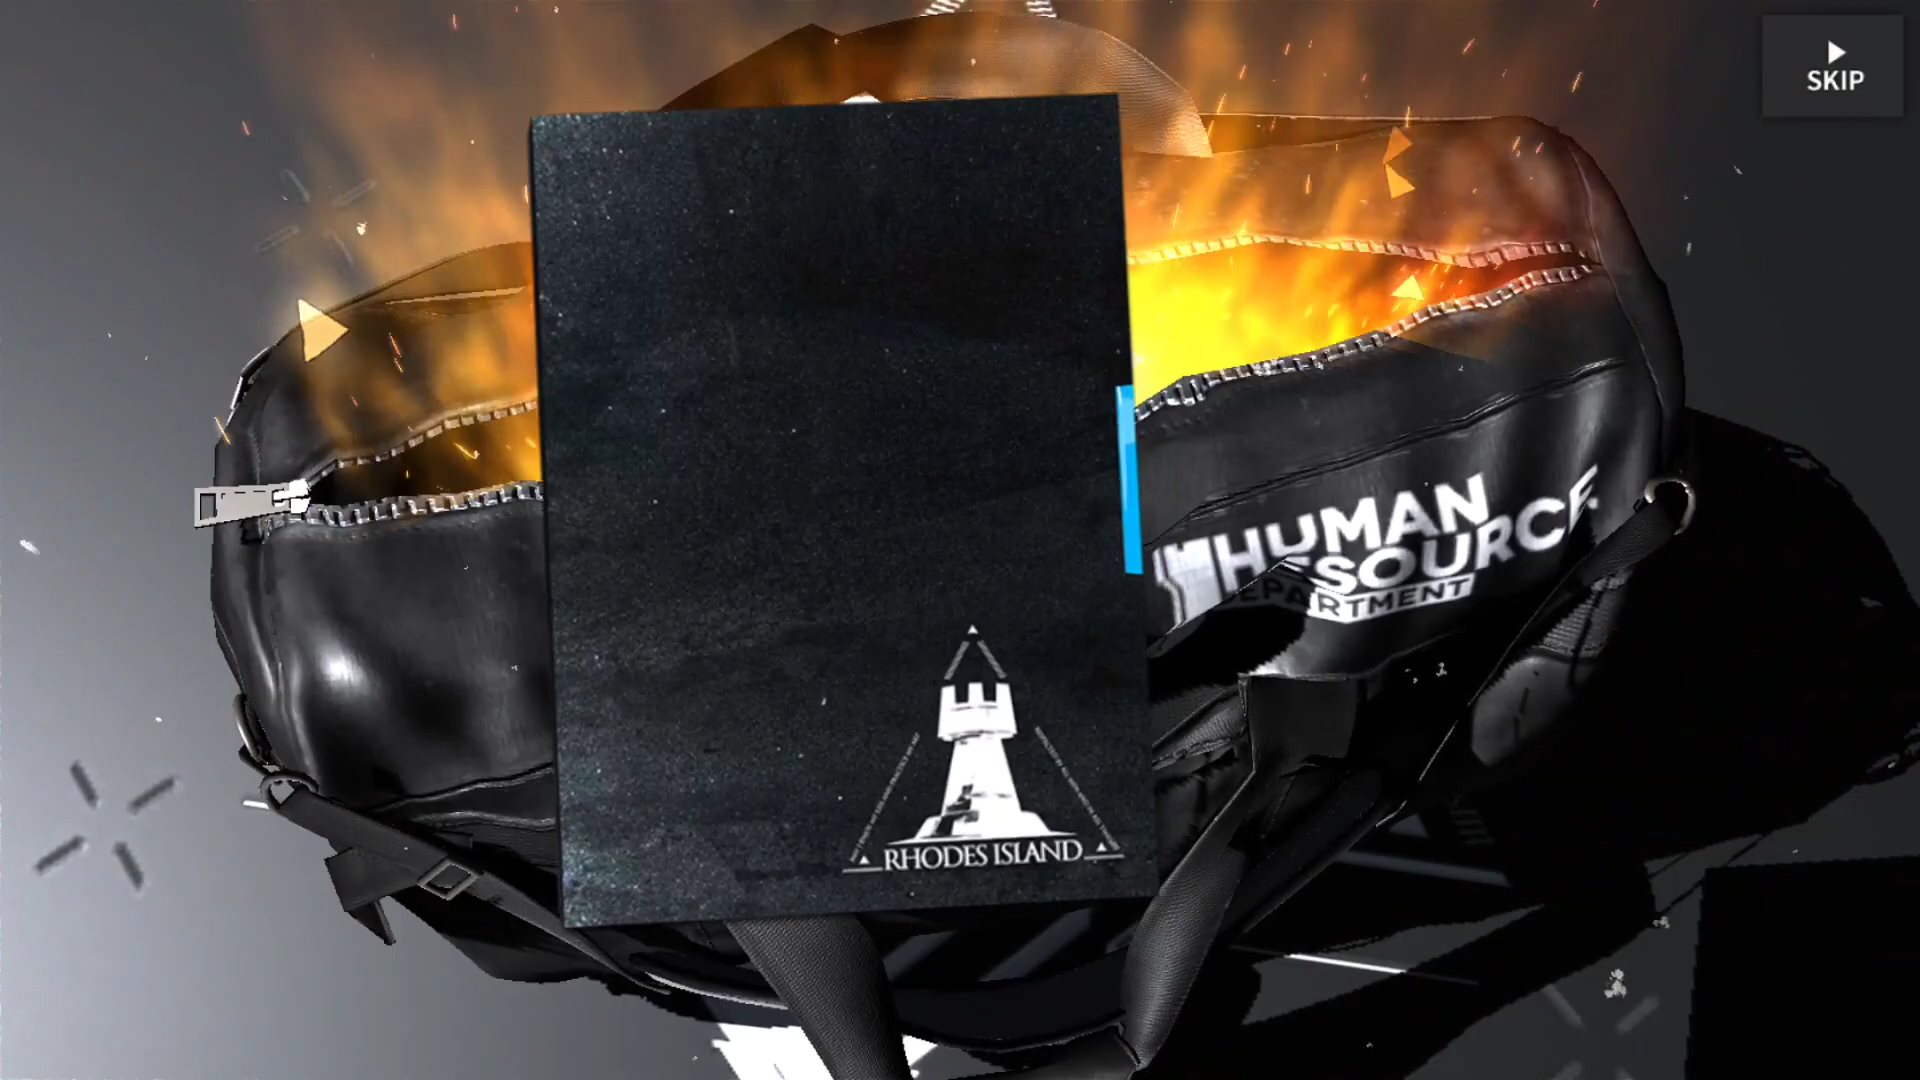 SKIP
HUMAN
RESOURCE
DEPARTMENT
RHODES ISLAND